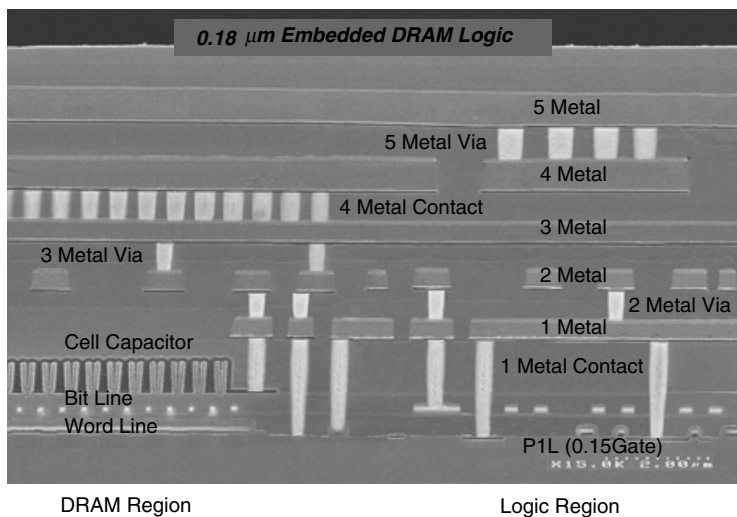 0.18 μm Embedded DRAM Logic
5 Metal
5 Metal Via
4 Metal
4 Metal Contact
3 Metal
3 Metal Via
2 Metal
2 Metal Via
1 Metal
Cell Capacitor
1 Metal Contact
Bit Line
Word Line
P1L (0.15Gate)
X15.0K 2.00μm
DRAM Region
Logic Region